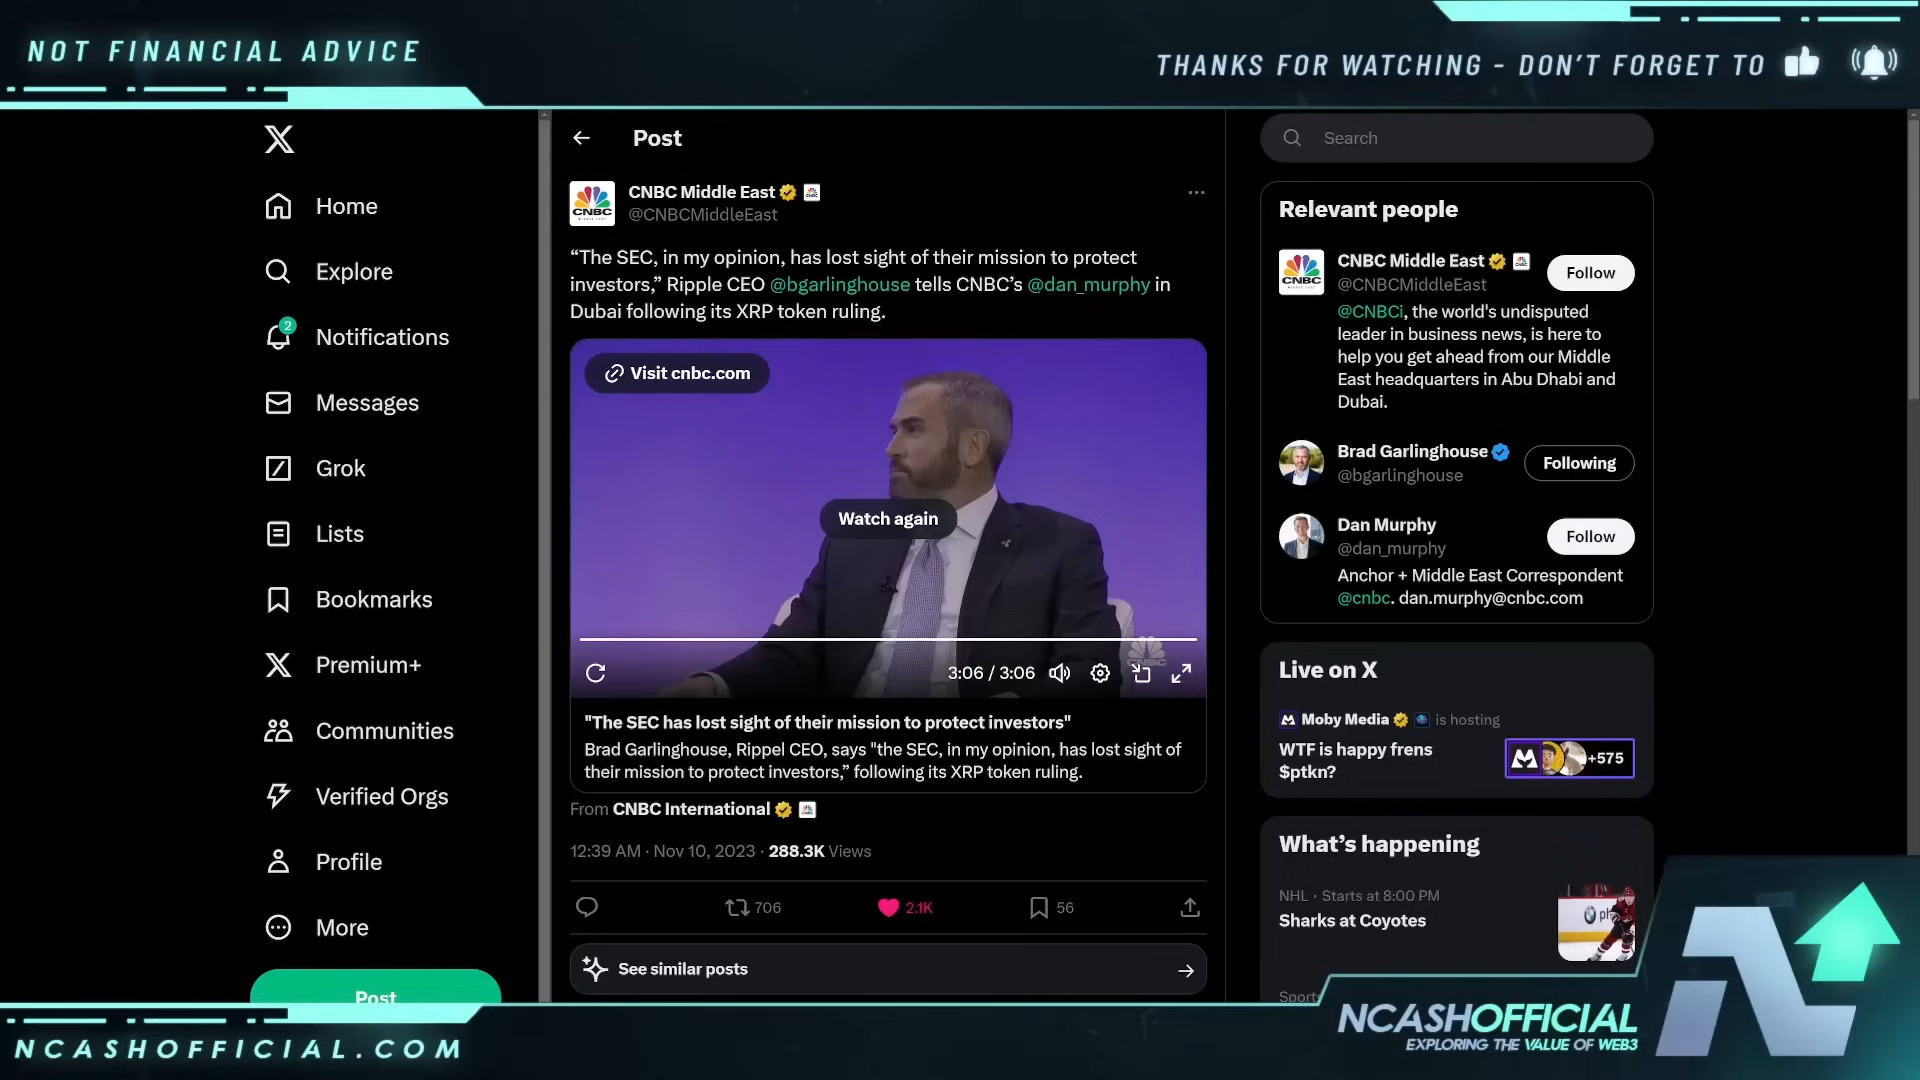 NOT FINANCIAL ADVICE
THANKS FOR WATCHING - DON'T FORGET TO
Home
Explore
2
Notifications
Messages
Grok
Lists
Bookmarks
Premium+
Communities
Verified Orgs
Profile
More
Post
Post
CNBC Middle East
@CNBCMiddleEast
“The SEC, in my opinion, has lost sight of their mission to protect
investors,” Ripple CEO @bgarlinghouse tells CNBC’s @dan_murphy in
Dubai following its XRP token ruling.
Visit cnbc.com
Watch again
3:06 / 3:06
CNBC
"The SEC has lost sight of their mission to protect investors"
Brad Garlinghouse, Rippel CEO, says "the SEC, in my opinion, has lost sight of
their mission to protect investors,” following its XRP token ruling.
From CNBC International
12:39 AM · Nov 10, 2023 · 288.3K Views
706
2.1K
56
See similar posts
Search
Relevant people
CNBC Middle East
@CNBCMiddleEast
Follow
@CNBCi, the world's undisputed
leader in business news, is here to
help you get ahead from our Middle
East headquarters in Abu Dhabi and
Dubai.
Brad Garlinghouse
@bgarlinghouse
Following
Dan Murphy
@dan_murphy
Follow
Anchor + Middle East Correspondent
@cnbc. dan.murphy@cnbc.com
Live on X
Moby Media is hosting
WTF is happy frens
$ptkn?
+575
What’s happening
NHL · Starts at 8:00 PM
Sharks at Coyotes
Sports
NCASHOFFICIAL.COM
NCASHOFFICIAL
EXPLORING THE VALUE OF WEB3